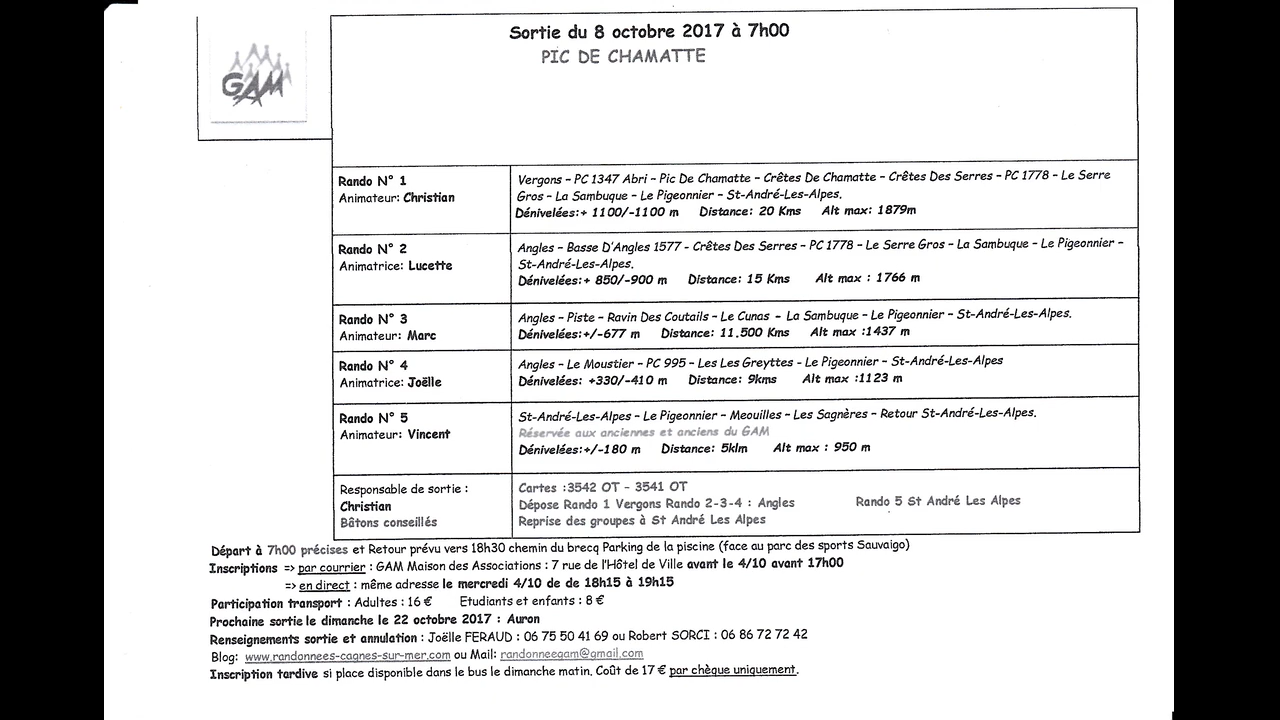 GAM
Sortie du 8 octobre 2017 à 7h00
PIC DE CHAMATTE
Rando N° 1
Animateur: Christian
Vergons – PC 1347 Abri – Pic De Chamatte – Crêtes De Chamatte – Crêtes Des Serres – PC 1778 – Le Serre
Gros – La Sambuque – Le Pigeonnier – St-André-Les-Alpes.
Dénivelées:+ 1100/-1100 m Distance: 20 Kms Alt max: 1879m
Rando N° 2
Animatrice: Lucette
Angles – Basse D'Angles 1577 - Crêtes Des Serres – PC 1778 – Le Serre Gros – La Sambuque – Le Pigeonnier –
St-André-Les-Alpes.
Dénivelées:+ 850/-900 m Distance: 15 Kms Alt max : 1766 m
Rando N° 3
Animateur: Marc
Angles – Piste – Ravin Des Coutails – Le Cunas – La Sambuque – Le Pigeonnier – St-André-Les-Alpes.
Dénivelées:+/-677 m Distance: 11.500 Kms Alt max :1437 m
Rando N° 4
Animatrice: Joëlle
Angles – Le Moustier – PC 995 – Les Les Greyttes - Le Pigeonnier – St-André-Les-Alpes
Dénivelées: +330/-410 m Distance: 9kms Alt max :1123 m
Rando N° 5
Animateur: Vincent
St-André-Les-Alpes – Le Pigeonnier – Meouilles – Les Sagnères – Retour St-André-Les-Alpes.
Réservée aux anciennes et anciens du GAM
Dénivelées:+/-180 m Distance: 5klm Alt max : 950 m
Responsable de sortie :
Christian
Bâtons conseillés
Cartes :3542 OT – 3541 OT
Dépose Rando 1 Vergons Rando 2-3-4 : Angles Rando 5 St André Les Alpes
Reprise des groupes à St André Les Alpes
Départ à 7h00 précises et Retour prévu vers 18h30 chemin du brecq Parking de la piscine (face au parc des sports Sauvaigo)
Inscriptions => par courrier : GAM Maison des Associations : 7 rue de l'Hôtel de Ville avant le 4/10 avant 17h00
=> en direct : même adresse le mercredi 4/10 de de 18h15 à 19h15
Participation transport : Adultes : 16 € Etudiants et enfants : 8 €
Prochaine sortie le dimanche le 22 octobre 2017 : Auron
Renseignements sortie et annulation : Joëlle FERAUD : 06 75 50 41 69 ou Robert SORCI : 06 86 72 72 42
Blog: www.randonnees-cagnes-sur-mer.com ou Mail: randonneegam@gmail.com
Inscription tardive si place disponible dans le bus le dimanche matin. Coût de 17 € par chèque uniquement.